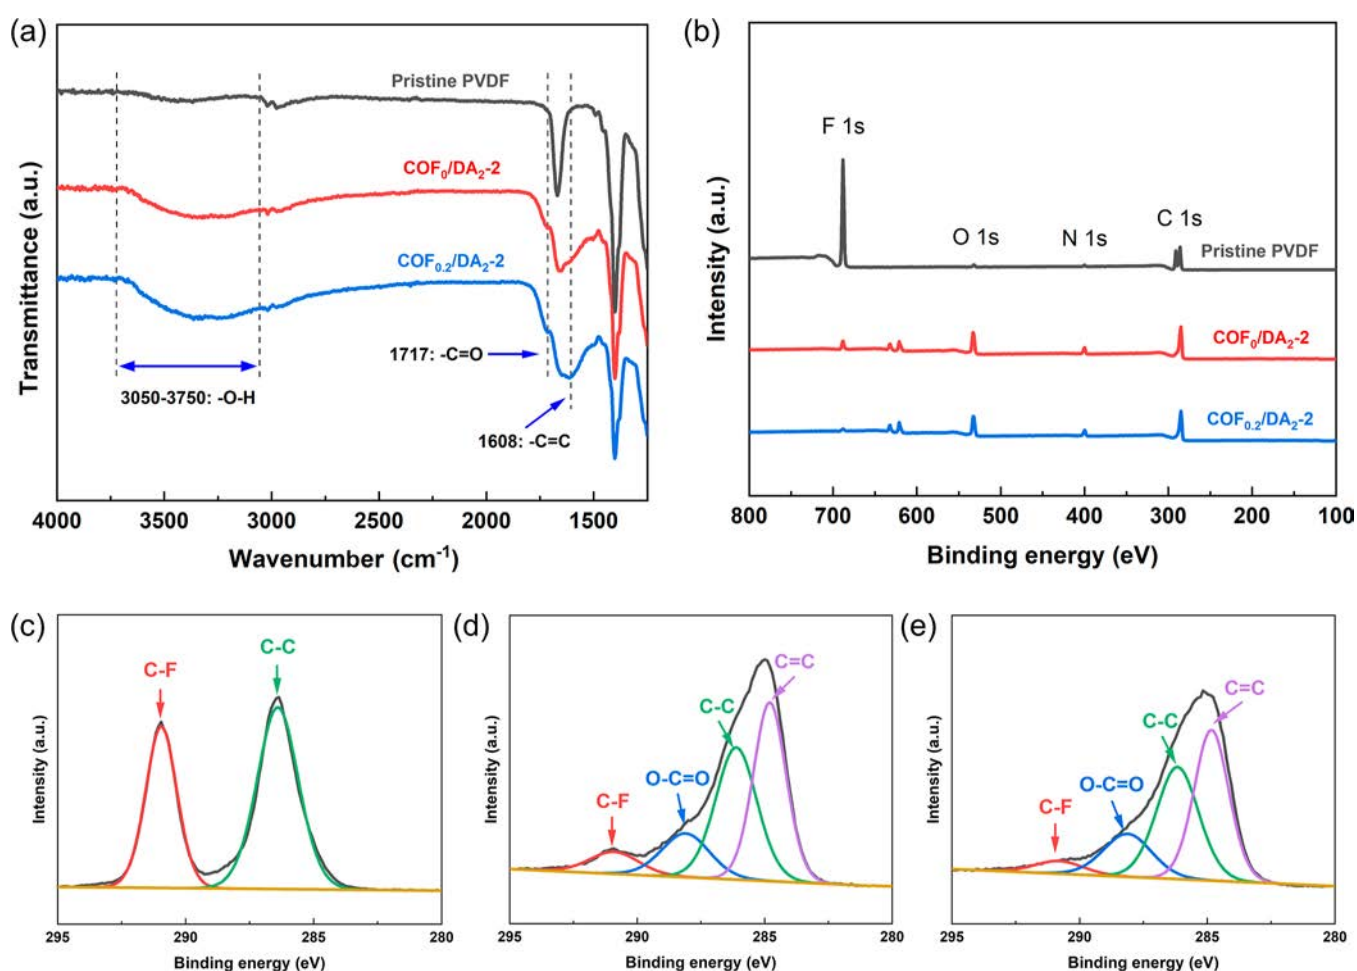 (a)
Pristine PVDF
COF₀/DA₂-2
COF₀.₂/DA₂-2
1717: -C=O
3050-3750: -O-H
1608: -C=C
Transmittance (a.u.)
4000 3500 3000 2500 2000 1500
Wavenumber (cm⁻¹)
(b)
F 1s
O 1s
N 1s
C 1s
Pristine PVDF
COF₀/DA₂-2
COF₀.₂/DA₂-2
Intensity (a.u.)
800 700 600 500 400 300 200 100
Binding energy (eV)
(c)
C-F
C-C
Intensity (a.u.)
295 290 285 280
Binding energy (eV)
(d)
C=C
C-C
O-C=O
C-F
Intensity (a.u.)
295 290 285 280
Binding energy (eV)
(e)
C=C
C-C
O-C=O
C-F
Intensity (a.u.)
295 290 285 280
Binding energy (eV)